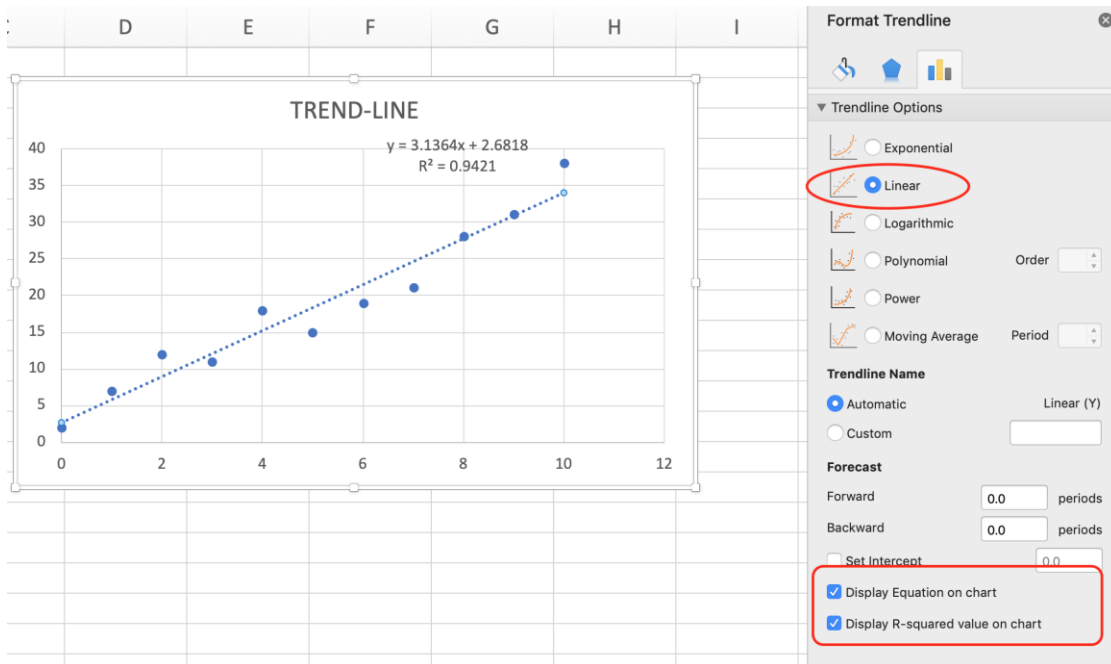 D E F G H I
TREND-LINE
y = 3.1364x + 2.6818
R² = 0.9421
40
35
30
25
20
15
10
5
0
0 2 4 6 8 10 12
Format Trendline
Trendline Options
Exponential
Linear
Logarithmic
Polynomial Order
Power
Moving Average Period
Trendline Name
Automatic Linear (Y)
Custom
Forecast
Forward 0.0 periods
Backward 0.0 periods
Set Intercept 0.0
Display Equation on chart
Display R-squared value on chart